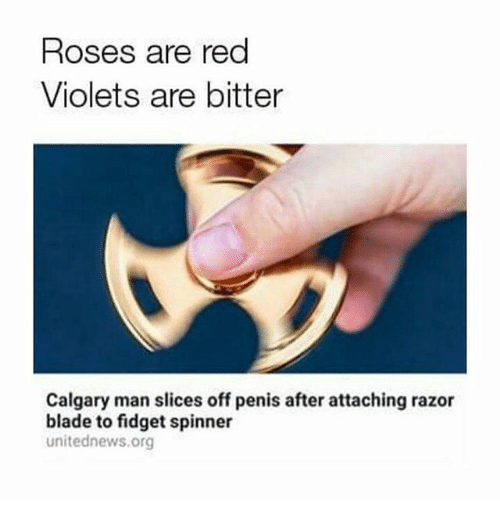 Roses are red
Violets are bitter
Calgary man slices off penis after attaching razor
blade to fidget spinner
unitednews.org